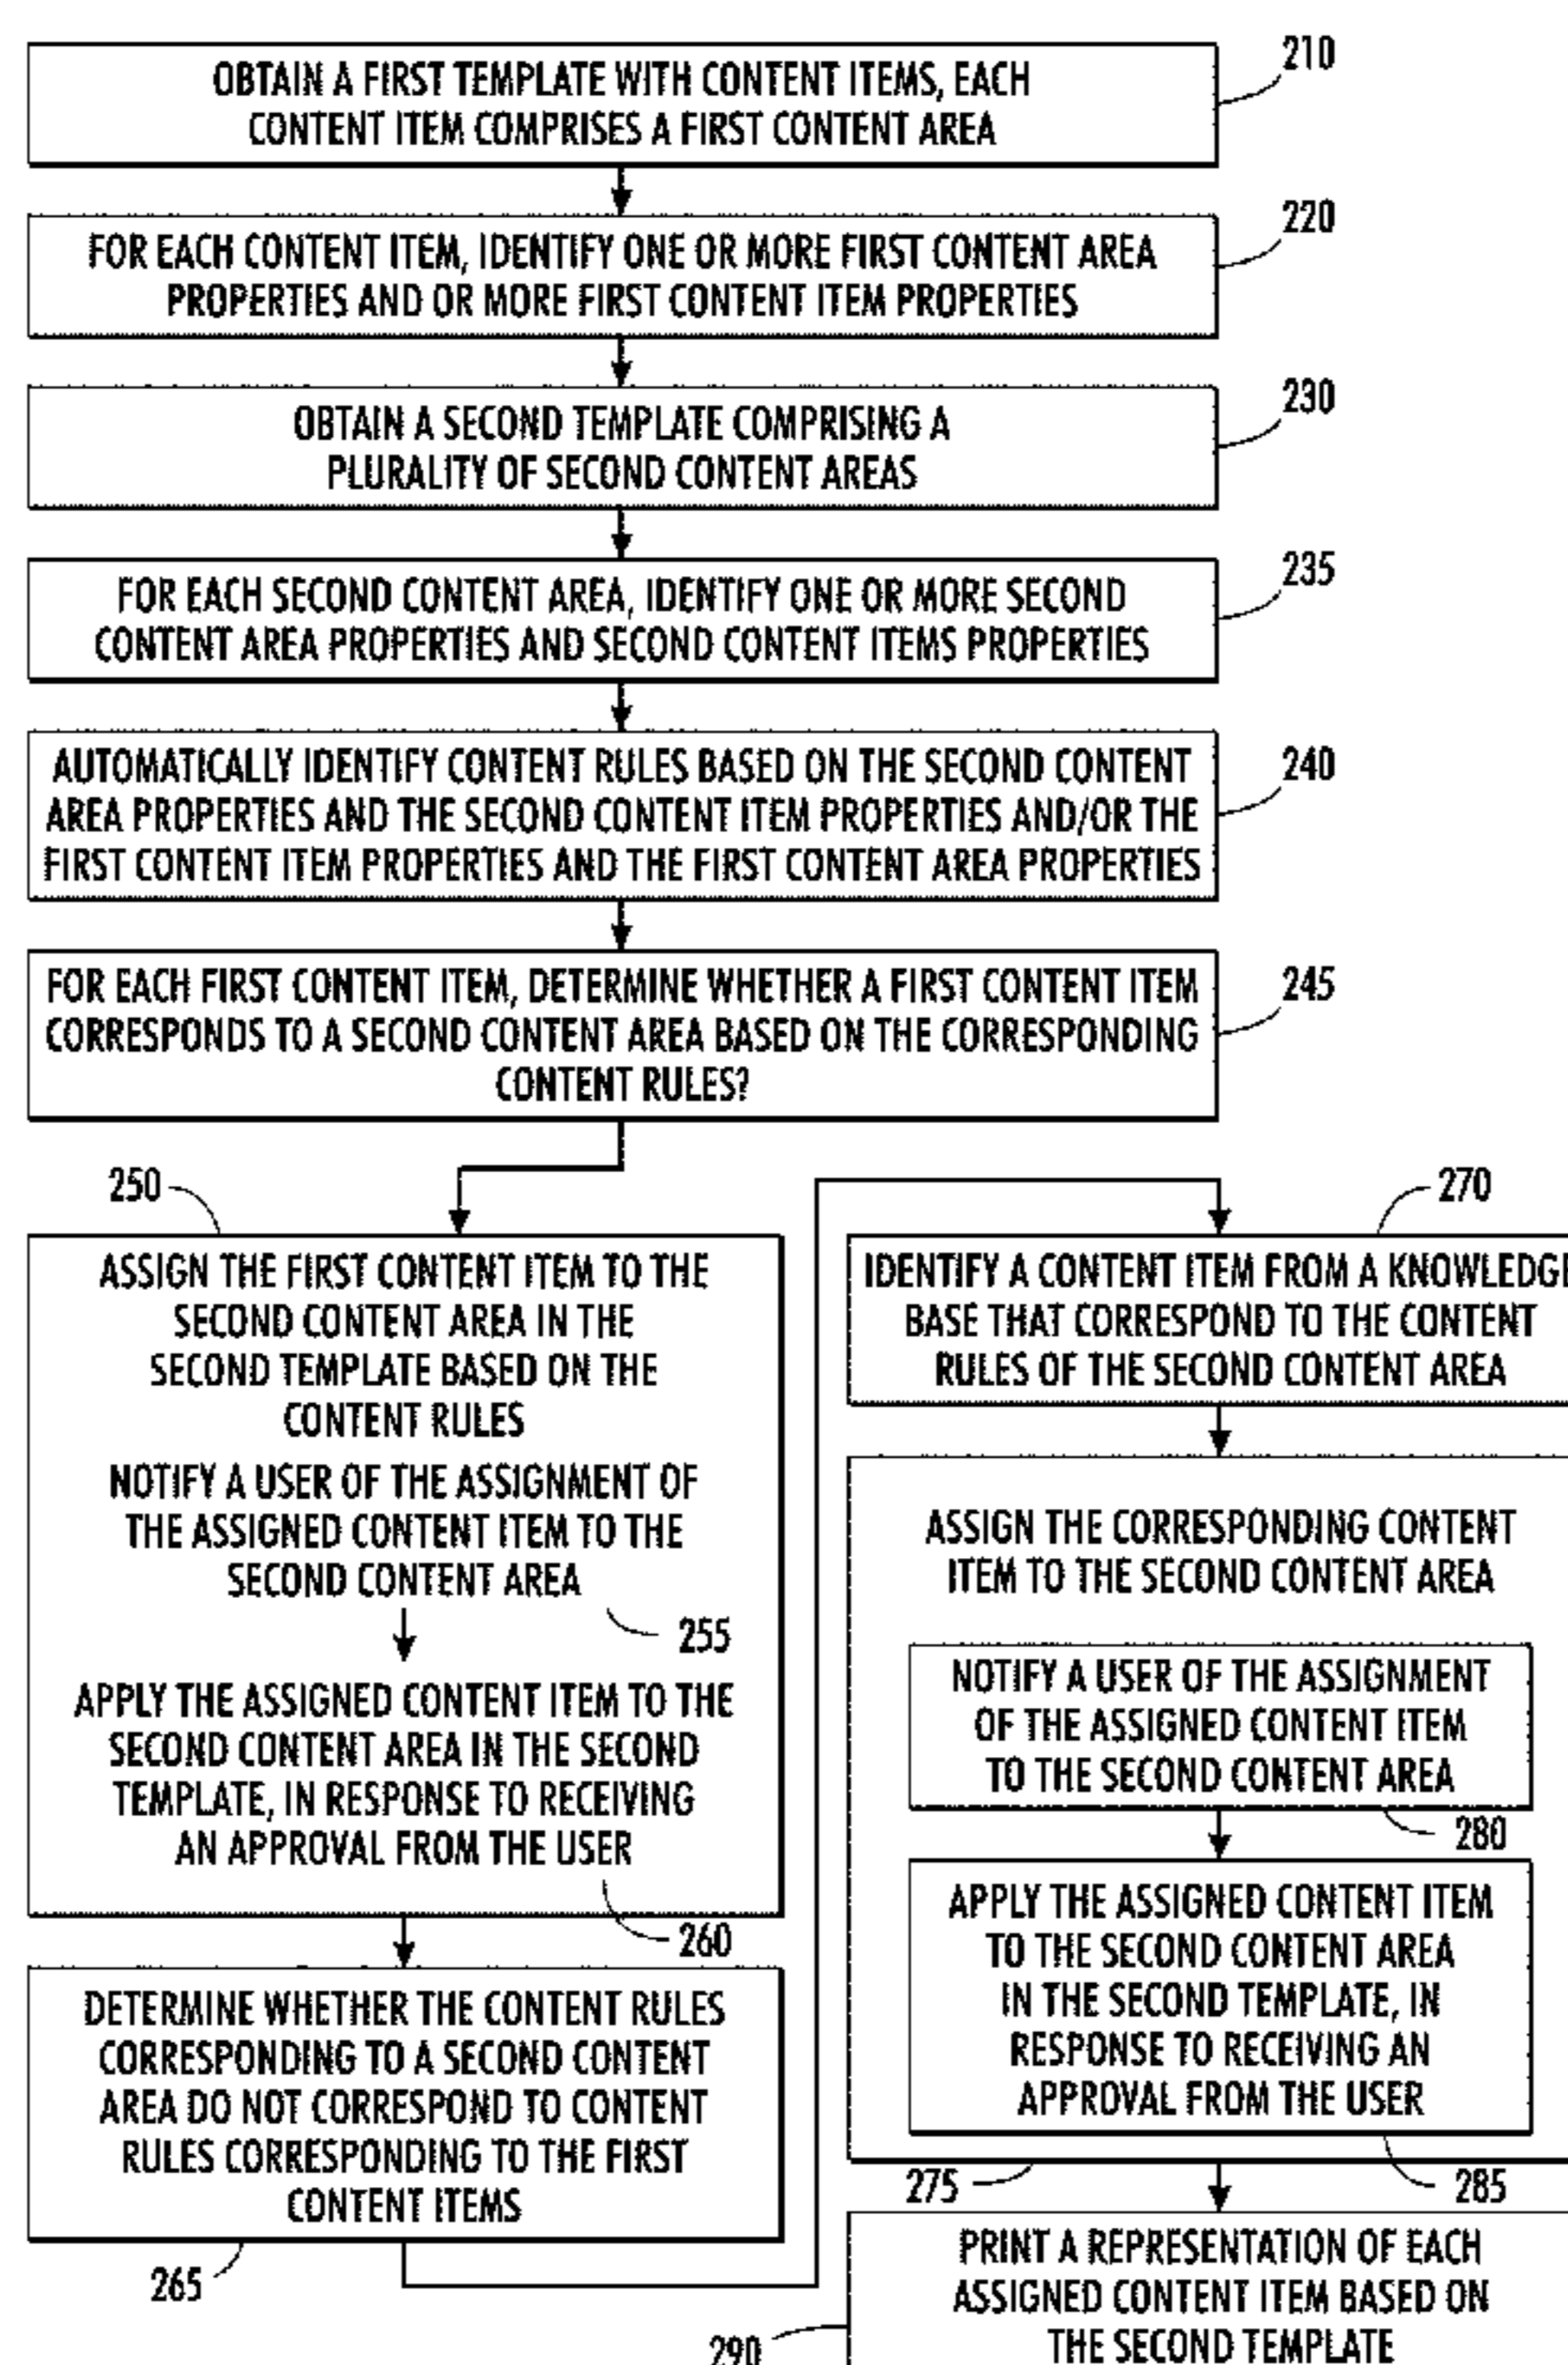 210
OBTAIN A FIRST TEMPLATE WITH CONTENT ITEMS, EACH
CONTENT ITEM COMPRISES A FIRST CONTENT AREA
220
FOR EACH CONTENT ITEM, IDENTIFY ONE OR MORE FIRST CONTENT AREA
PROPERTIES AND OR MORE FIRST CONTENT ITEM PROPERTIES
230
OBTAIN A SECOND TEMPLATE COMPRISING A
PLURALITY OF SECOND CONTENT AREAS
235
FOR EACH SECOND CONTENT AREA, IDENTIFY ONE OR MORE SECOND
CONTENT AREA PROPERTIES AND SECOND CONTENT ITEMS PROPERTIES
240
AUTOMATICALLY IDENTIFY CONTENT RULES BASED ON THE SECOND CONTENT
AREA PROPERTIES AND THE SECOND CONTENT ITEM PROPERTIES AND/OR THE
FIRST CONTENT ITEM PROPERTIES AND THE FIRST CONTENT AREA PROPERTIES
245
FOR EACH FIRST CONTENT ITEM, DETERMINE WHETHER A FIRST CONTENT ITEM
CORRESPONDS TO A SECOND CONTENT AREA BASED ON THE CORRESPONDING
CONTENT RULES?
250
ASSIGN THE FIRST CONTENT ITEM TO THE
SECOND CONTENT AREA IN THE
SECOND TEMPLATE BASED ON THE
CONTENT RULES
NOTIFY A USER OF THE ASSIGNMENT OF
THE ASSIGNED CONTENT ITEM TO THE
SECOND CONTENT AREA
255
APPLY THE ASSIGNED CONTENT ITEM TO THE
SECOND CONTENT AREA IN THE SECOND
TEMPLATE, IN RESPONSE TO RECEIVING
AN APPROVAL FROM THE USER
260
DETERMINE WHETHER THE CONTENT RULES
CORRESPONDING TO A SECOND CONTENT
AREA DO NOT CORRESPOND TO CONTENT
RULES CORRESPONDING TO THE FIRST
CONTENT ITEMS
265
270
IDENTIFY A CONTENT ITEM FROM A KNOWLEDGE
BASE THAT CORRESPOND TO THE CONTENT
RULES OF THE SECOND CONTENT AREA
ASSIGN THE CORRESPONDING CONTENT
ITEM TO THE SECOND CONTENT AREA
NOTIFY A USER OF THE ASSIGNMENT
OF THE ASSIGNED CONTENT ITEM
TO THE SECOND CONTENT AREA
280
APPLY THE ASSIGNED CONTENT ITEM
TO THE SECOND CONTENT AREA
IN THE SECOND TEMPLATE, IN
RESPONSE TO RECEIVING AN
APPROVAL FROM THE USER
275
285
PRINT A REPRESENTATION OF EACH
ASSIGNED CONTENT ITEM BASED ON
THE SECOND TEMPLATE
290